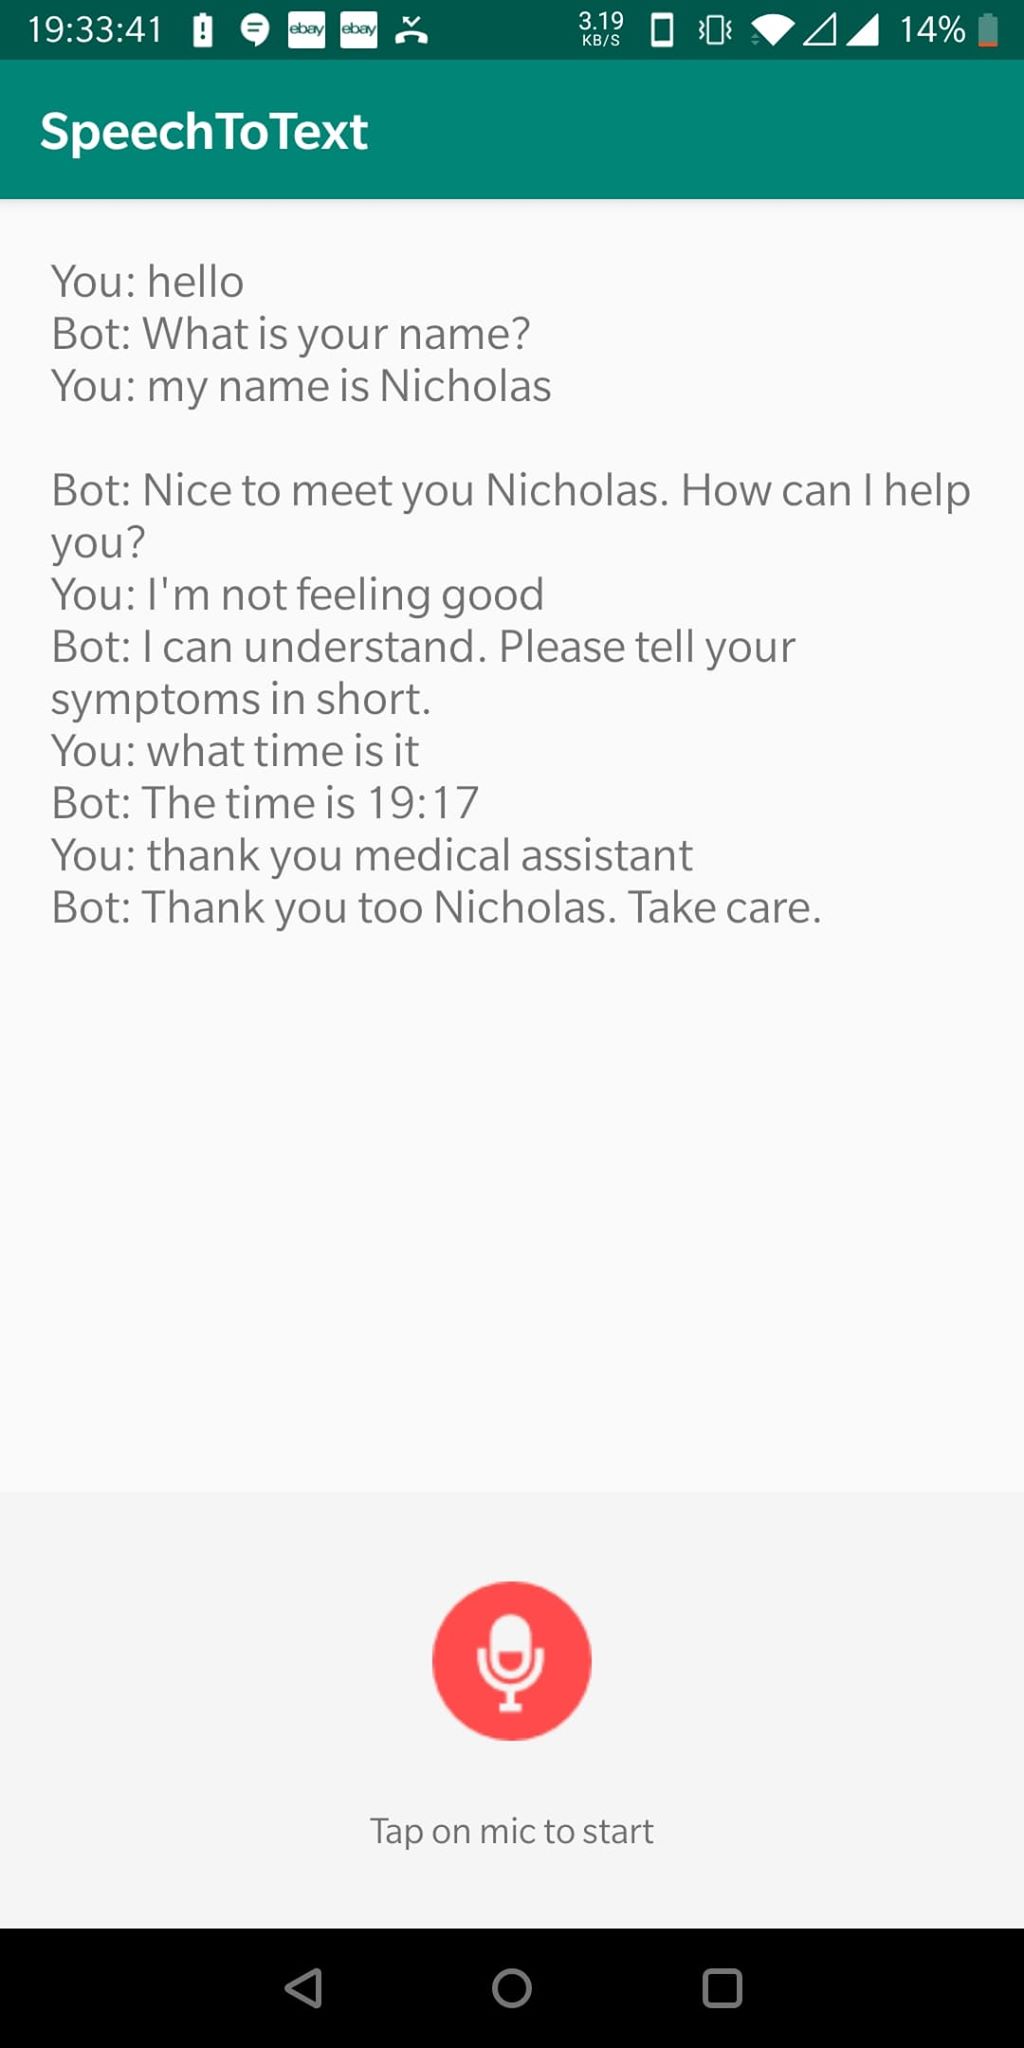 19:33:41 ebay ebay 3.19 KB/S 14%
SpeechToText
You: hello
Bot: What is your name?
You: my name is Nicholas
Bot: Nice to meet you Nicholas. How can I help
you?
You: I'm not feeling good
Bot: I can understand. Please tell your
symptoms in short.
You: what time is it
Bot: The time is 19:17
You: thank you medical assistant
Bot: Thank you too Nicholas. Take care.
Tap on mic to start